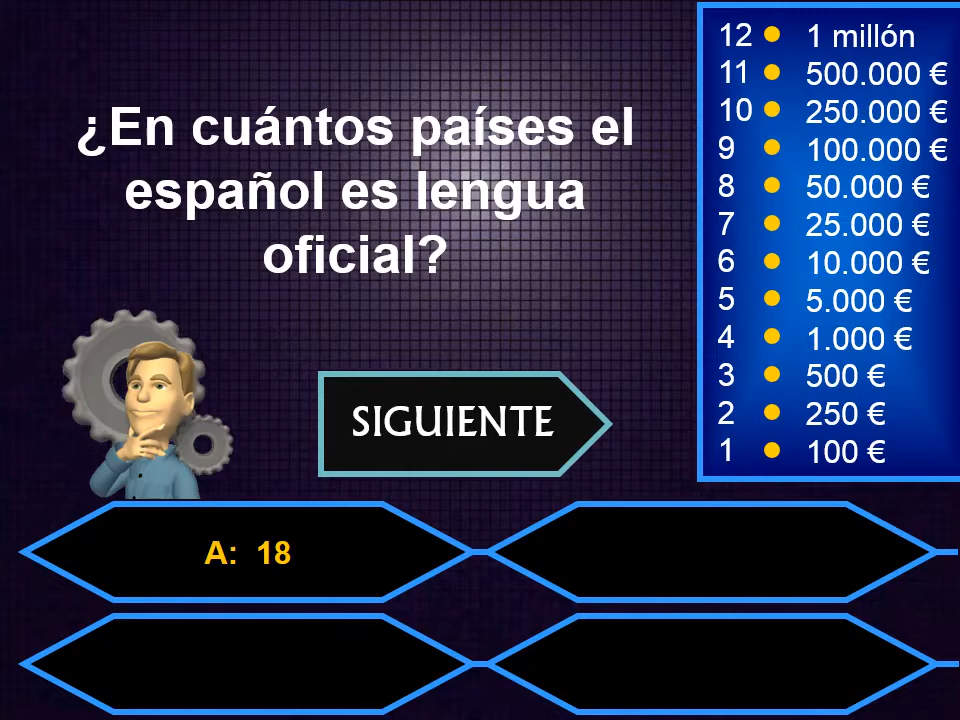 ¿En cuántos países el
español es lengua
oficial?
SIGUIENTE
12 • 1 millón
11 • 500.000 €
10 • 250.000 €
9 • 100.000 €
8 • 50.000 €
7 • 25.000 €
6 • 10.000 €
5 • 5.000 €
4 • 1.000 €
3 • 500 €
2 • 250 €
1 • 100 €
A: 18